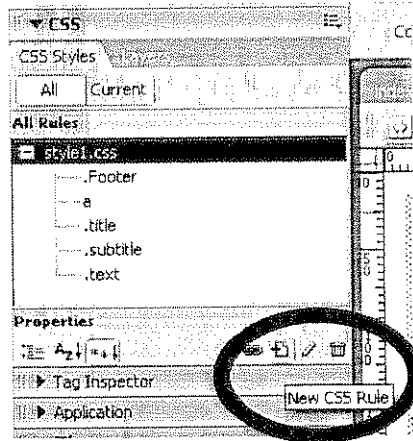 CSS
CSS Styles Layers
All Current
All Rules
style1.css
.Footer
a
.title
.subtitle
.text
Properties
Tag Inspector
Application
New CSS Rule